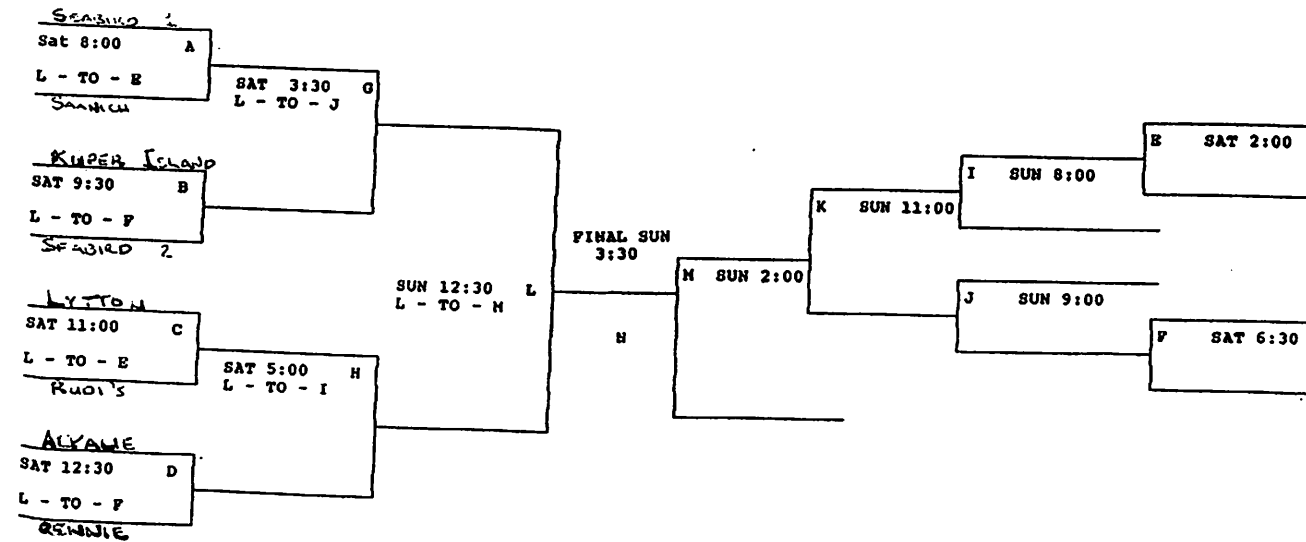 SEABIRD 1
Sat 8:00 A
L - TO - E
SAANICH
SAT 3:30 G
L - TO - J
KUPER ISLAND
SAT 9:30 B
L - TO - F
SEABIRD 2
LYTTON
SAT 11:00 C
L - TO - E
RUDI'S
SAT 5:00 H
L - TO - I
ALKALIE
SAT 12:30 D
L - TO - F
SUN 12:30 L
L - TO - M
FINAL SUN
3:30
N
M SUN 2:00
K SUN 11:00
I SUN 8:00
E SAT 2:00
J SUN 9:00
F SAT 6:30